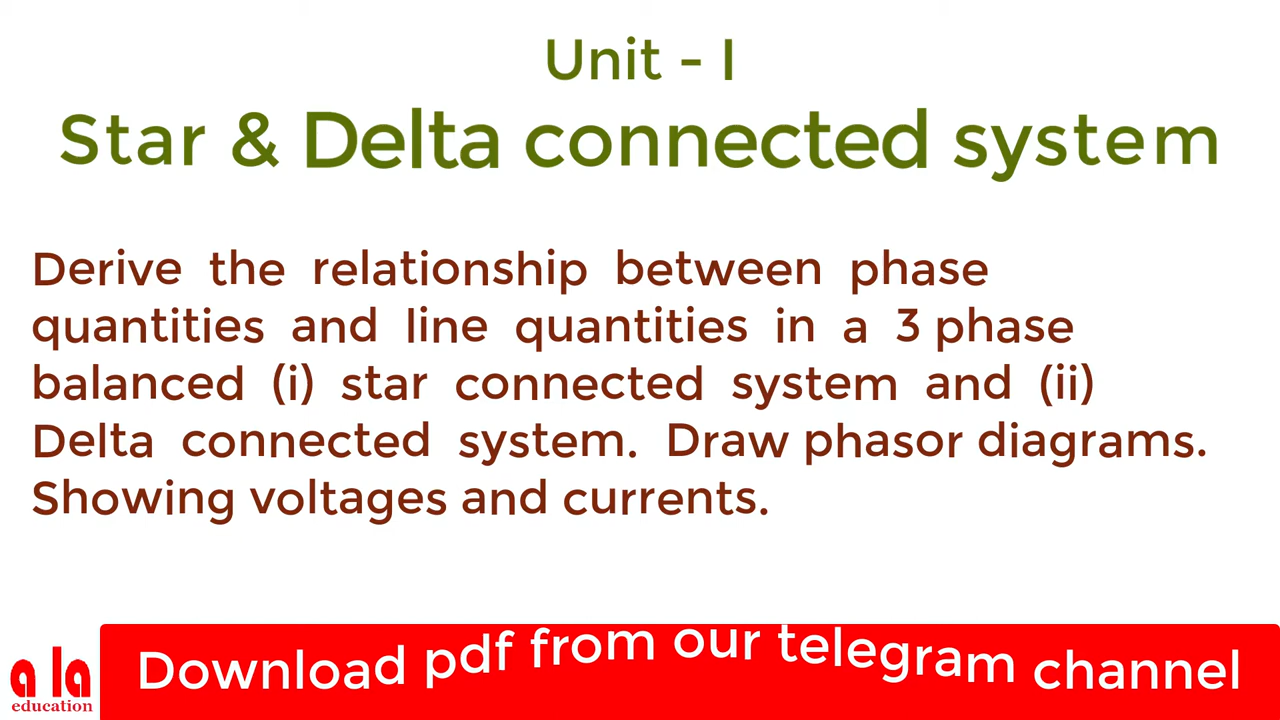 Unit - I
Star & Delta connected system
Derive the relationship between phase
quantities and line quantities in a 3 phase
balanced (i) star connected system and (ii)
Delta connected system. Draw phasor diagrams.
Showing voltages and currents.
a la
education
Download pdf from our telegram channel